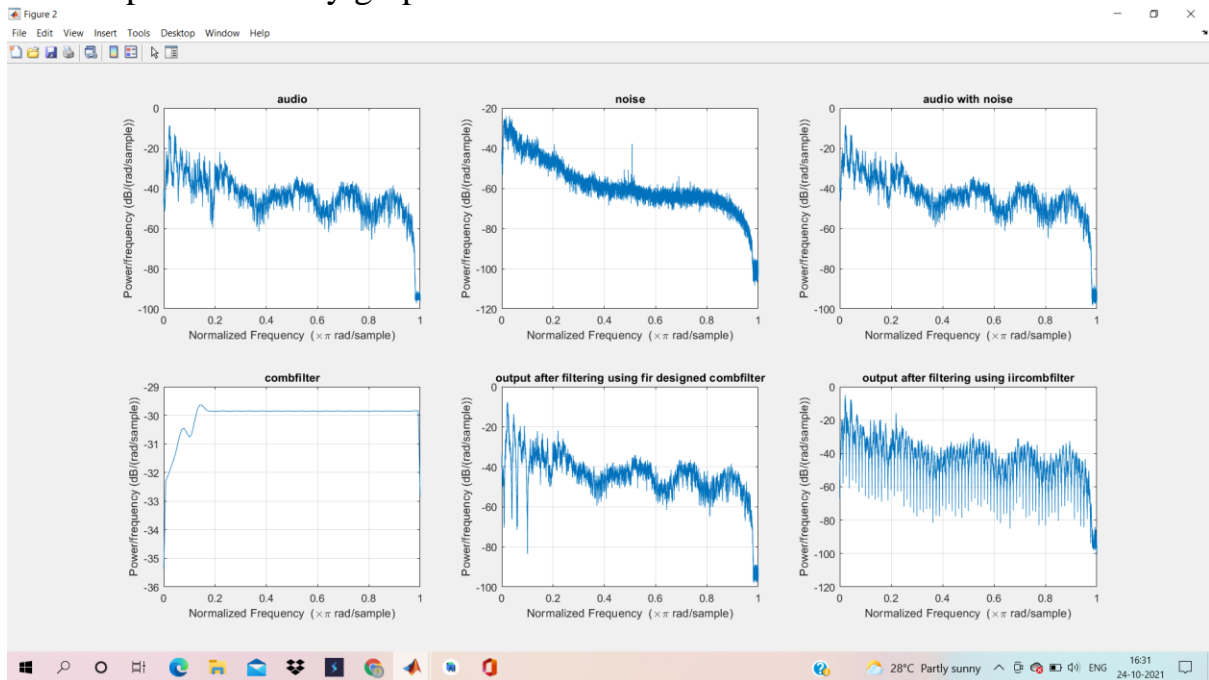 Figure 2
File Edit View Insert Tools Desktop Window Help
audio
Power/frequency (dB/(rad/sample))
0
-20
-40
-60
-80
-100
0 0.2 0.4 0.6 0.8 1
Normalized Frequency (×π rad/sample)
noise
Power/frequency (dB/(rad/sample))
-20
-40
-60
-80
-100
-120
0 0.2 0.4 0.6 0.8 1
Normalized Frequency (×π rad/sample)
audio with noise
Power/frequency (dB/(rad/sample))
0
-20
-40
-60
-80
-100
0 0.2 0.4 0.6 0.8 1
Normalized Frequency (×π rad/sample)
combfilter
Power/frequency (dB/(rad/sample))
-29
-30
-31
-32
-33
-34
-35
-36
0 0.2 0.4 0.6 0.8 1
Normalized Frequency (×π rad/sample)
output after filtering using fir designed combfilter
Power/frequency (dB/(rad/sample))
0
-20
-40
-60
-80
-100
0 0.2 0.4 0.6 0.8 1
Normalized Frequency (×π rad/sample)
output after filtering using iircombfilter
Power/frequency (dB/(rad/sample))
0
-20
-40
-60
-80
-100
-120
0 0.2 0.4 0.6 0.8 1
Normalized Frequency (×π rad/sample)
28°C Partly sunny ENG 16:31
24-10-2021